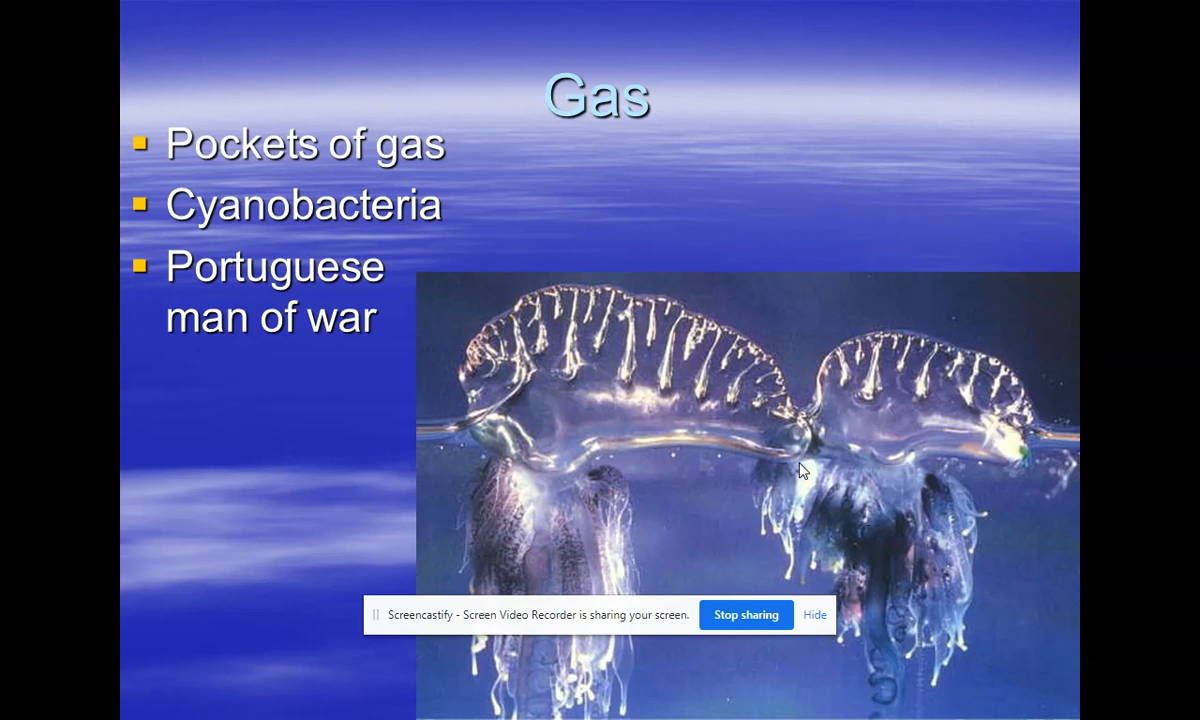 Gas
Pockets of gas
Cyanobacteria
Portuguese
man of war
Screencastify - Screen Video Recorder is sharing your screen. Stop sharing Hide